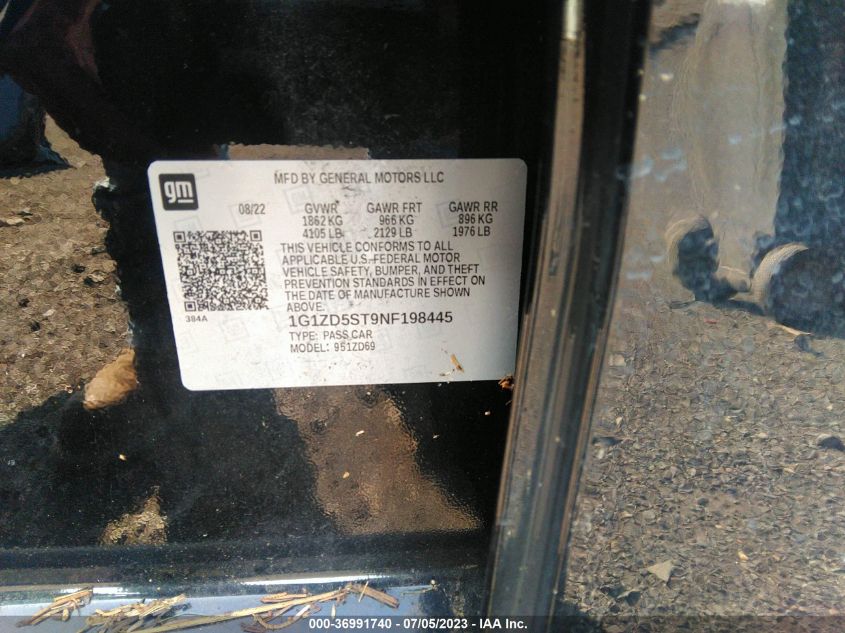 gm
MFD BY GENERAL MOTORS LLC
08/22 GVWR GAWR FRT GAWR RR
1862 KG 966 KG 896 KG
4105 LB 2129 LB 1976 LB
THIS VEHICLE CONFORMS TO ALL
APPLICABLE U.S. FEDERAL MOTOR
VEHICLE SAFETY, BUMPER, AND THEFT
PREVENTION STANDARDS IN EFFECT ON
THE DATE OF MANUFACTURE SHOWN
ABOVE.
384A
1G1ZD5ST9NF198445
TYPE: PASS CAR
MODEL: 951ZD69
000-36991740 - 07/05/2023 - IAA Inc.